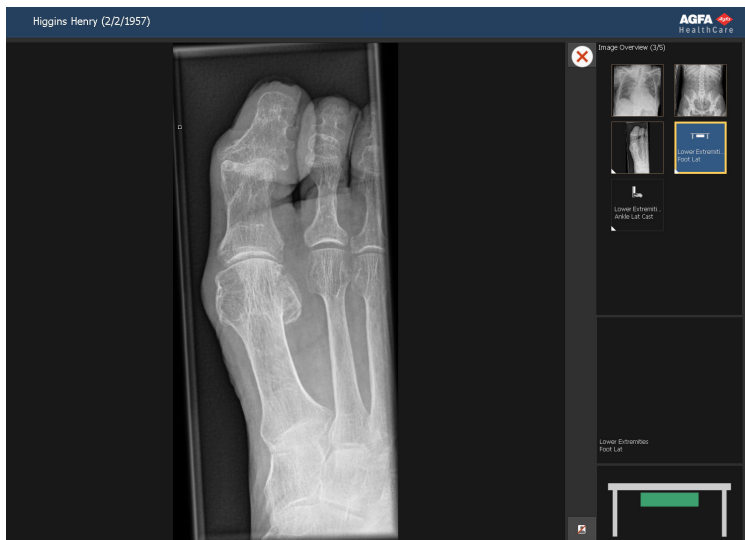 Higgins Henry (2/2/1957)
AGFA
HealthCare
Image Overview (3/5)
Lower Extremiti...
Foot Lat
Lower Extremiti...
Ankle Lat Cast
Lower Extremities
Foot Lat